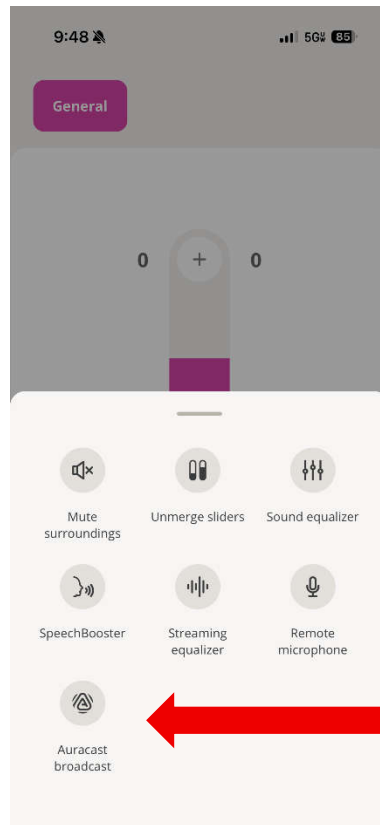 9:48
5G 85
General
0 + 0
Mute surroundings
Unmerge sliders
Sound equalizer
SpeechBooster
Streaming equalizer
Remote microphone
Auracast broadcast